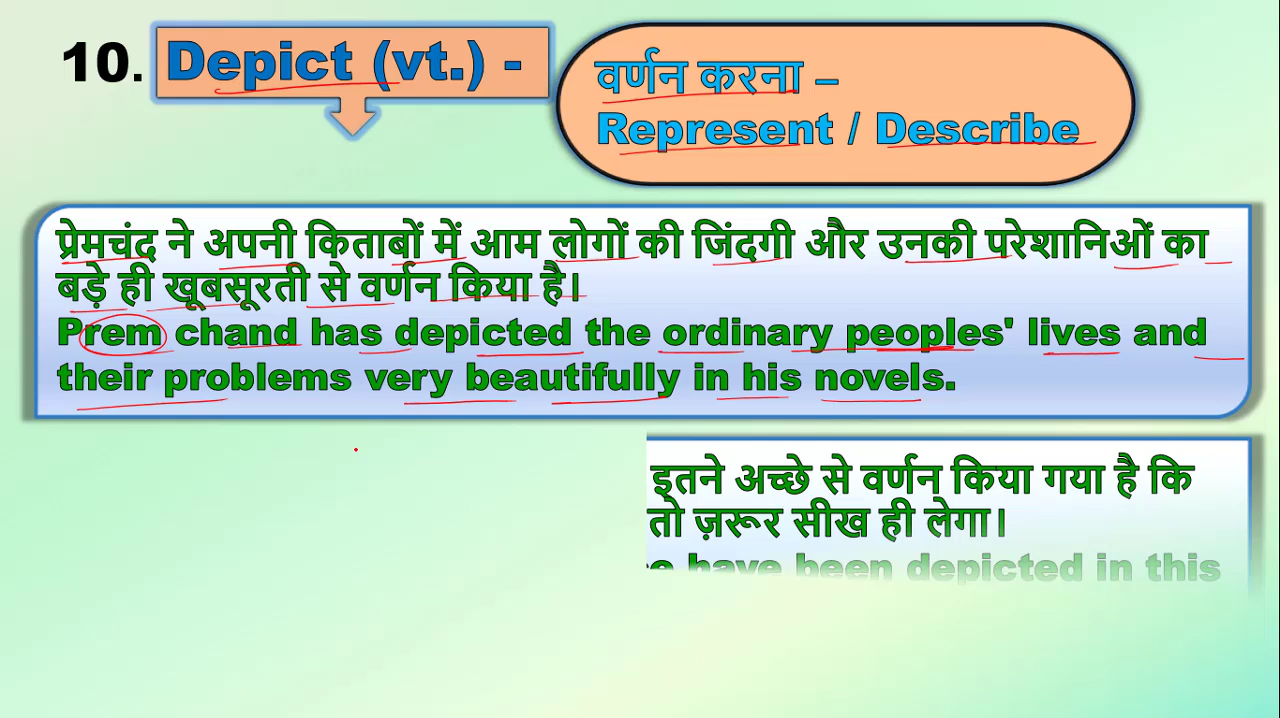 10. Depict (vt.) -
वर्णन करना –
Represent / Describe
प्रेमचंद ने अपनी किताबों में आम लोगों की जिंदगी और उनकी परेशानिओं का
बड़े ही खूबसूरती से वर्णन किया है।
Prem chand has depicted the ordinary peoples' lives and
their problems very beautifully in his novels.
इतने अच्छे से वर्णन किया गया है कि
तो ज़रूर सीख ही लेगा।
have been depicted in this